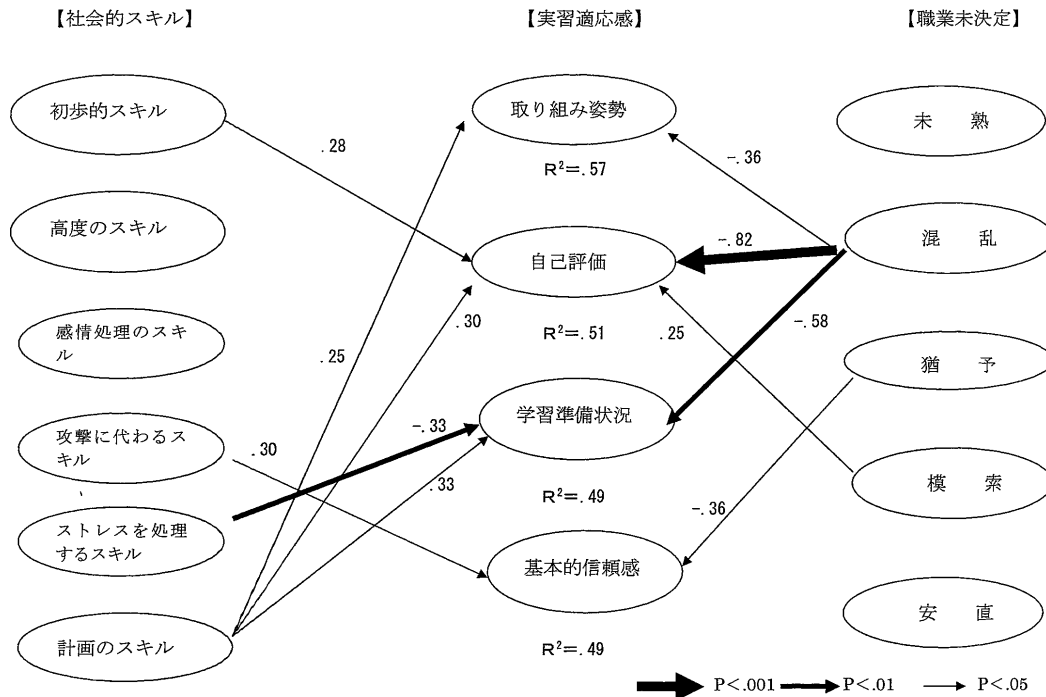 【社会的スキル】
【実習適応感】
【職業未決定】
初歩的スキル
高度のスキル
感情処理のスキ
ル
攻撃に代わるス
キル
ストレスを処理
するスキル
計画のスキル
取り組み姿勢
R²=.57
自己評価
R²=.51
学習準備状況
R²=.49
基本的信頼感
R²=.49
未 熟
混 乱
猶 予
模 索
安 直
.28
.25
.30
.30
-.33
.33
-.36
-.82
-.58
.25
-.36
P<.001
P<.01
P<.05